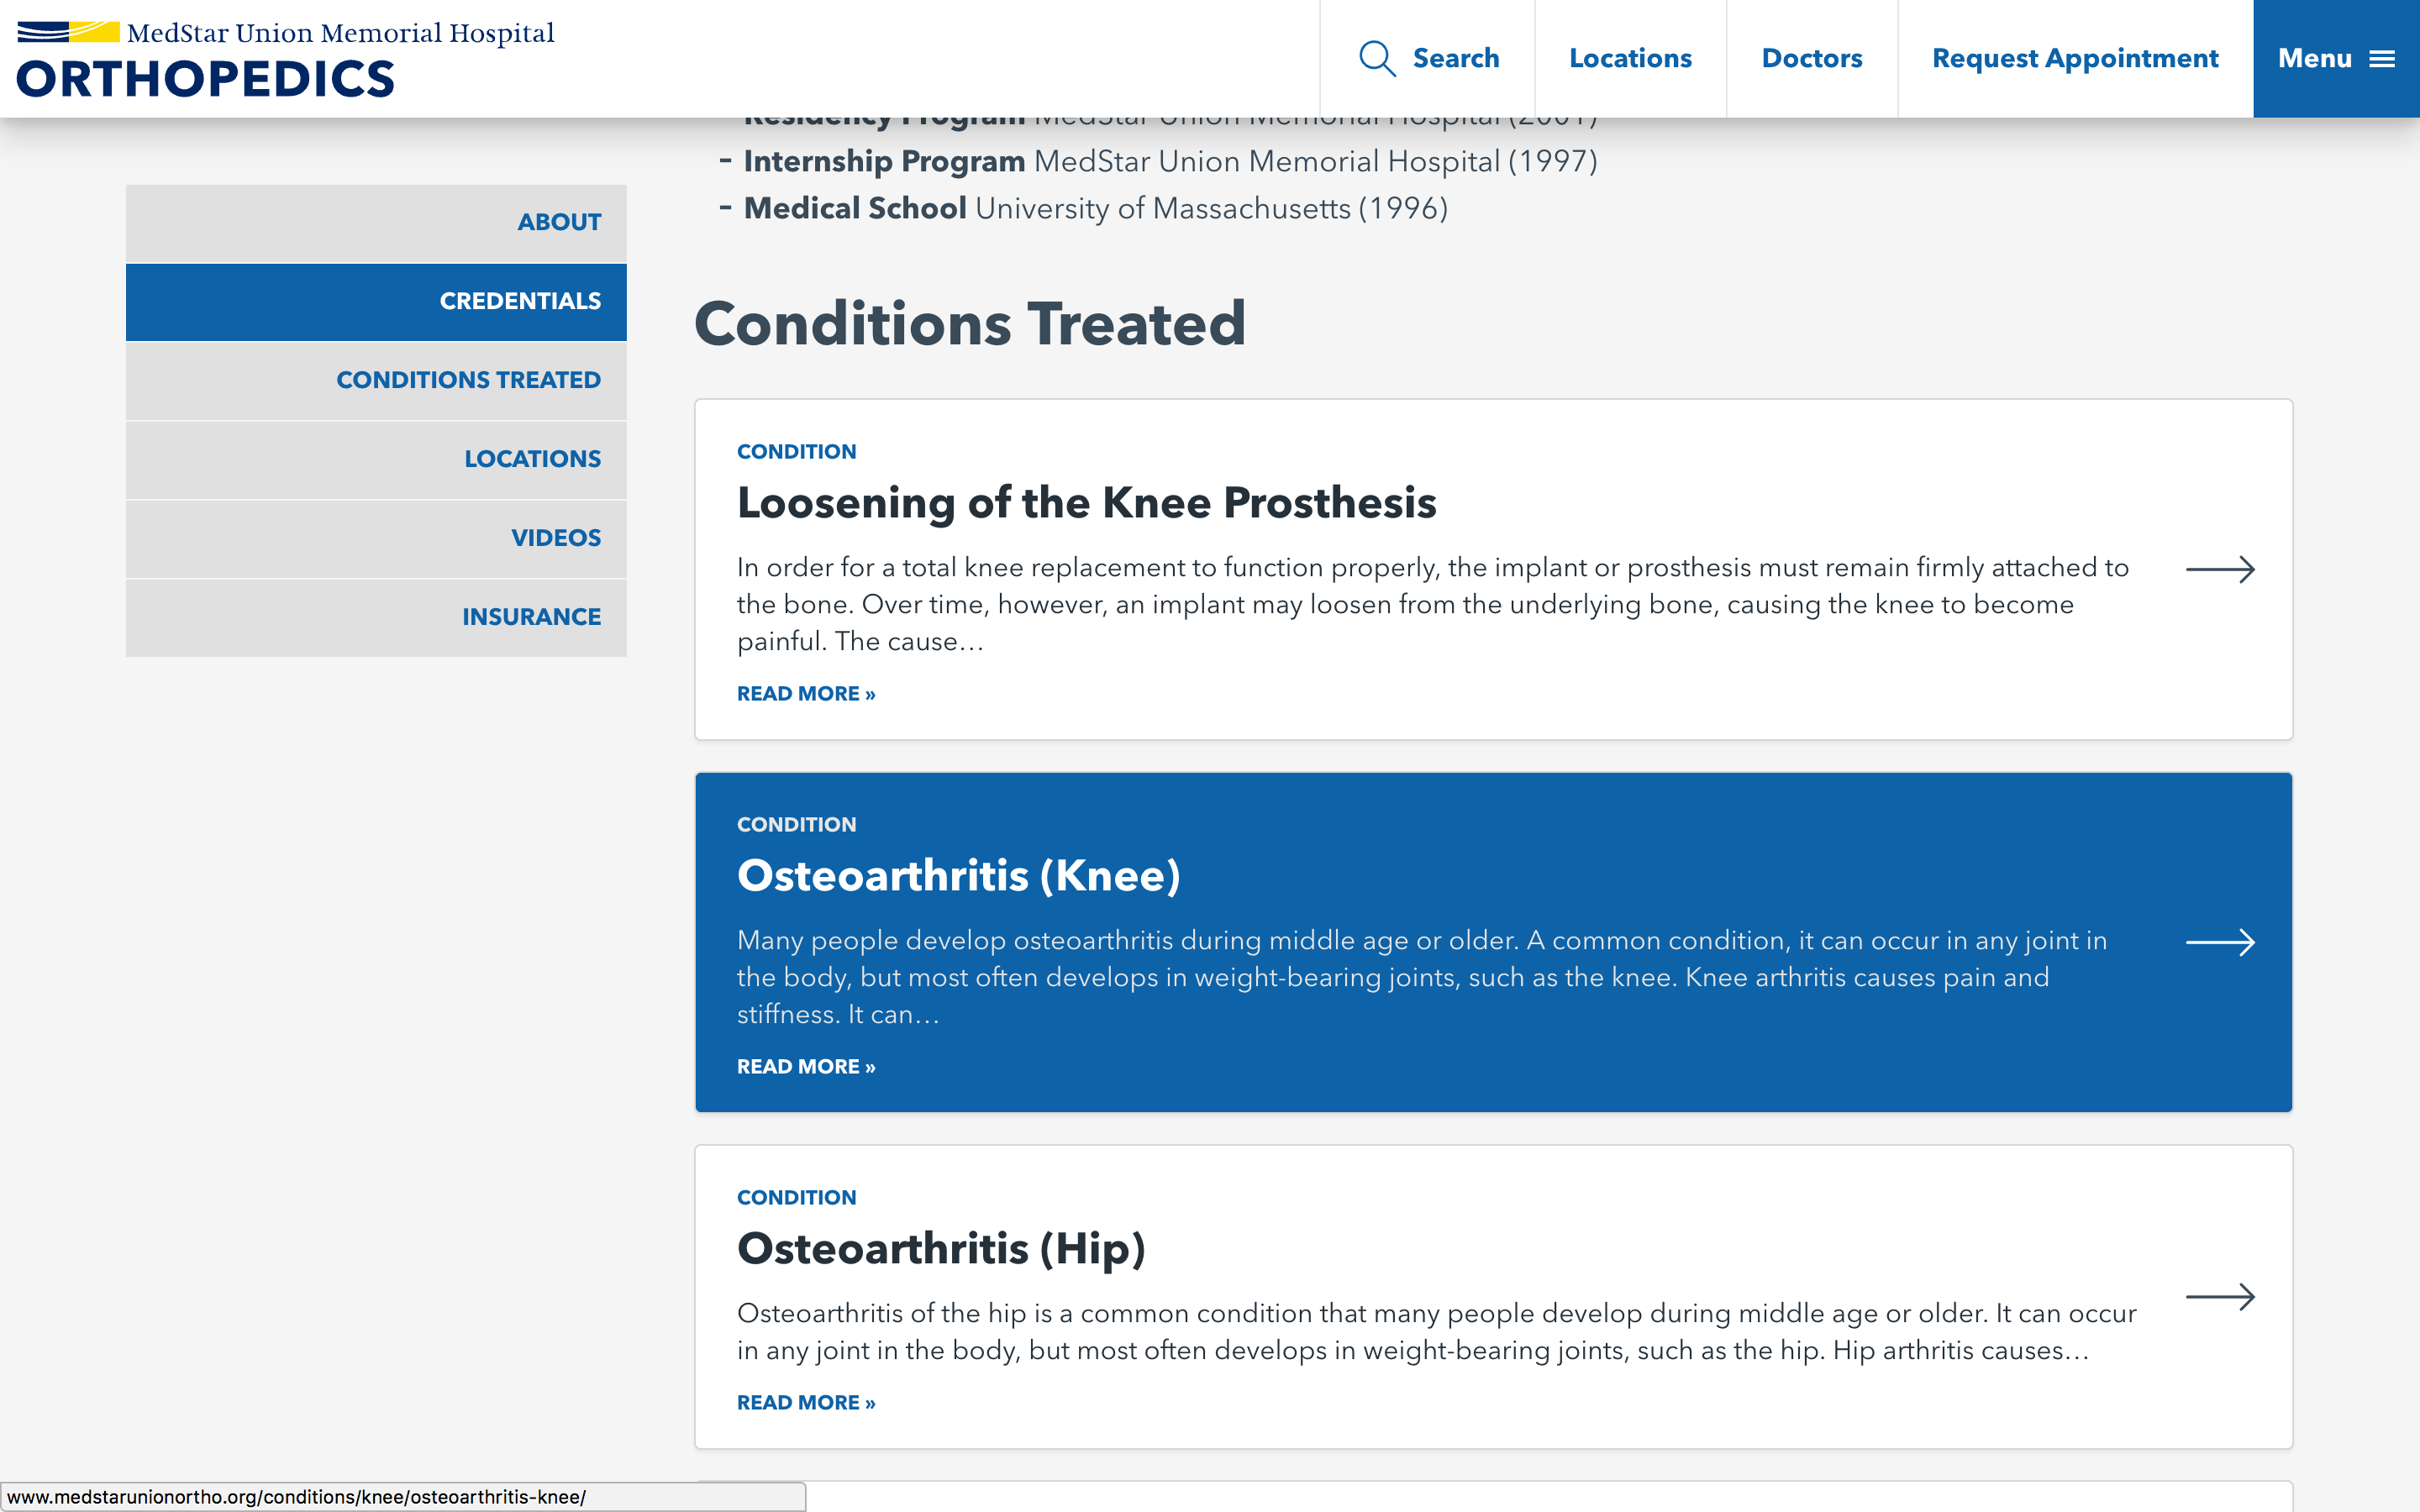 MedStar Union Memorial Hospital
ORTHOPEDICS
Search
Locations
Doctors
Request Appointment
Menu
Residency Program MedStar Union Memorial Hospital (2001)
- Internship Program MedStar Union Memorial Hospital (1997)
- Medical School University of Massachusetts (1996)
ABOUT
CREDENTIALS
CONDITIONS TREATED
LOCATIONS
VIDEOS
INSURANCE
Conditions Treated
CONDITION
Loosening of the Knee Prosthesis
In order for a total knee replacement to function properly, the implant or prosthesis must remain firmly attached to
the bone. Over time, however, an implant may loosen from the underlying bone, causing the knee to become
painful. The cause…
READ MORE »
CONDITION
Osteoarthritis (Knee)
Many people develop osteoarthritis during middle age or older. A common condition, it can occur in any joint in
the body, but most often develops in weight-bearing joints, such as the knee. Knee arthritis causes pain and
stiffness. It can…
READ MORE »
CONDITION
Osteoarthritis (Hip)
Osteoarthritis of the hip is a common condition that many people develop during middle age or older. It can occur
in any joint in the body, but most often develops in weight-bearing joints, such as the hip. Hip arthritis causes…
READ MORE »
www.medstarunionortho.org/conditions/knee/osteoarthritis-knee/